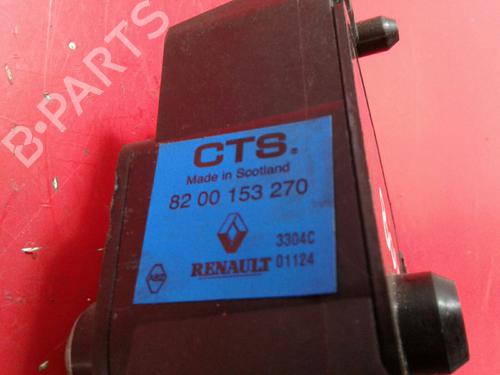 B-PARTS
CTS.
Made in Scotland
82 00 153 270
3304C
RENAULT 01124